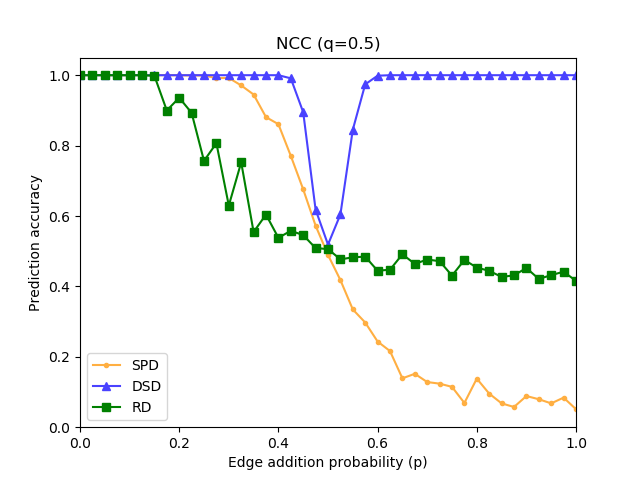 NCC (q=0.5)
Prediction accuracy
1.0
0.8
0.6
0.4
0.2
0.0
SPD
DSD
RD
0.0 0.2 0.4 0.6 0.8 1.0
Edge addition probability (p)